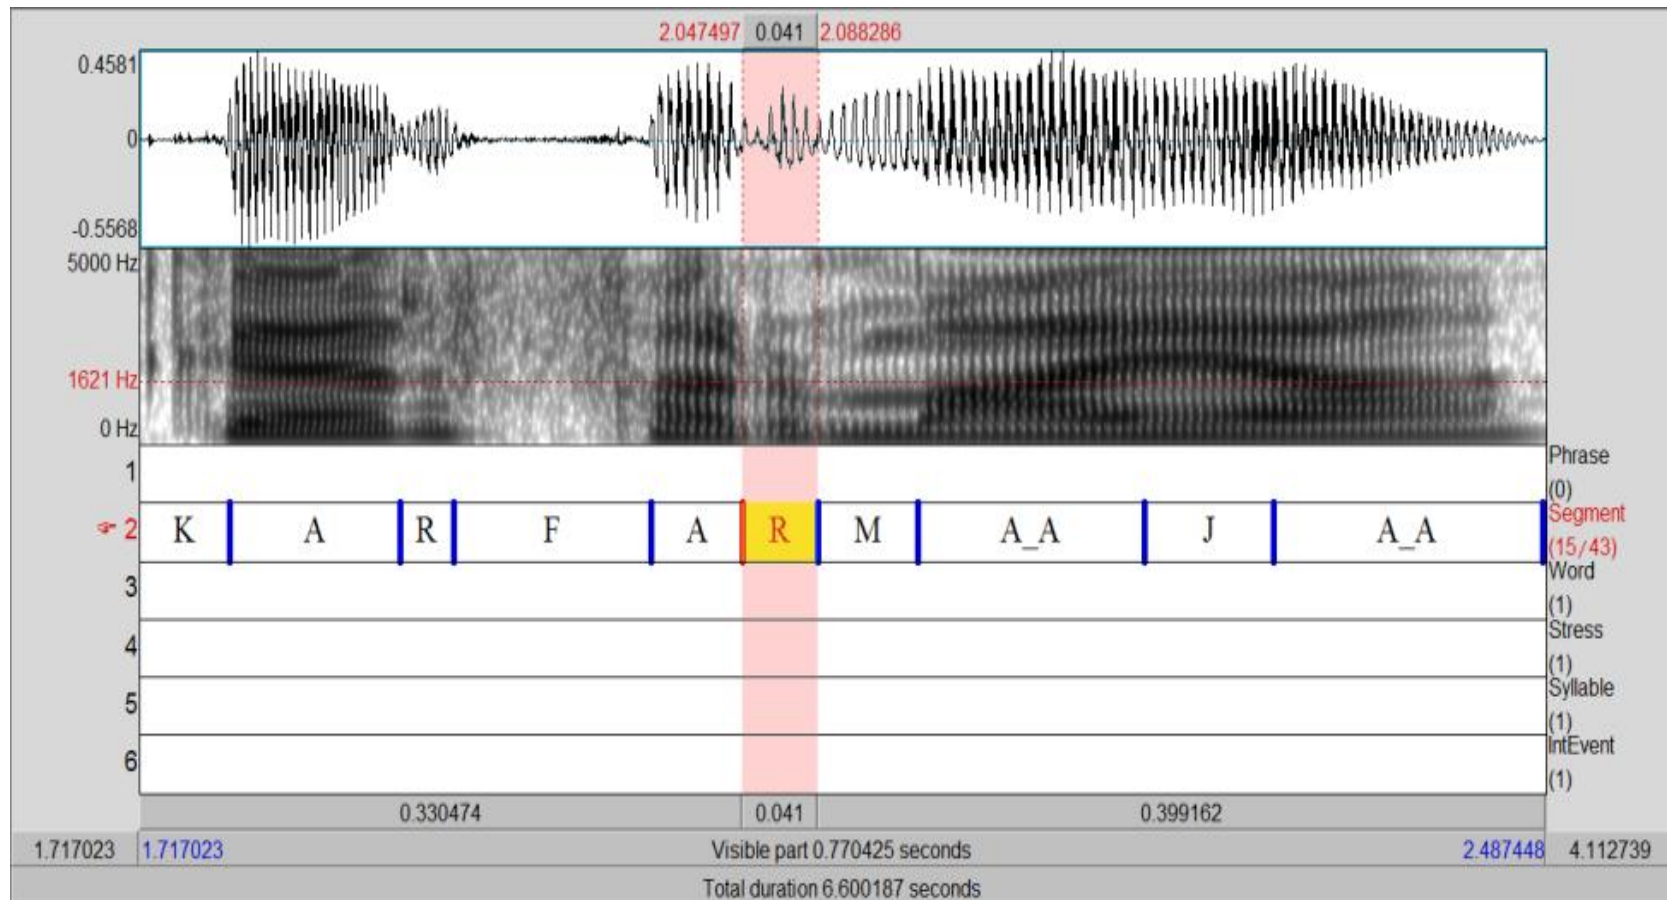 2.047497 0.041 2.088286
0.4581
0
-0.5568
5000 Hz
1621 Hz
0 Hz
1 Phrase
(0)
2 K A R F A R M A_A J A_A Segment
(15/43)
3 Word
(1)
4 Stress
(1)
5 Syllable
(1)
6 IntEvent
(1)
0.330474 0.041 0.399162
1.717023 1.717023 Visible part 0.770425 seconds 2.487448 4.112739
Total duration 6.600187 seconds